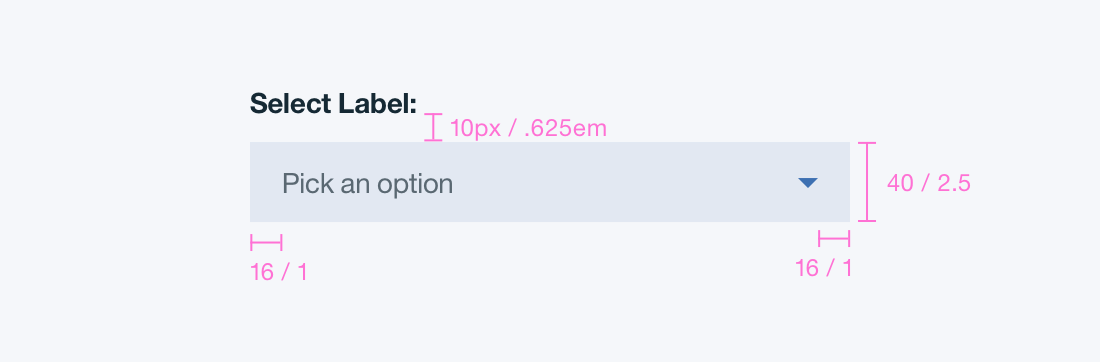 Select Label:
10px / .625em
Pick an option
40 / 2.5
16 / 1
16 / 1